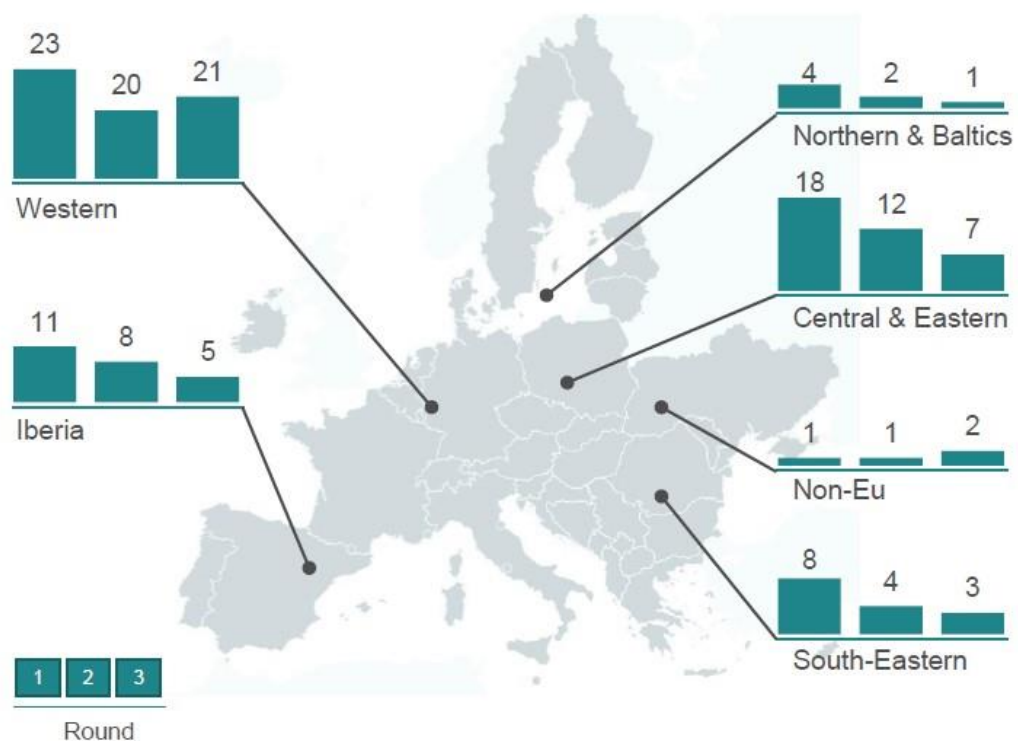 23 20 21
Western
11 8 5
Iberia
4 2 1
Northern & Baltics
18 12 7
Central & Eastern
1 1 2
Non-Eu
8 4 3
South-Eastern
1 2 3
Round